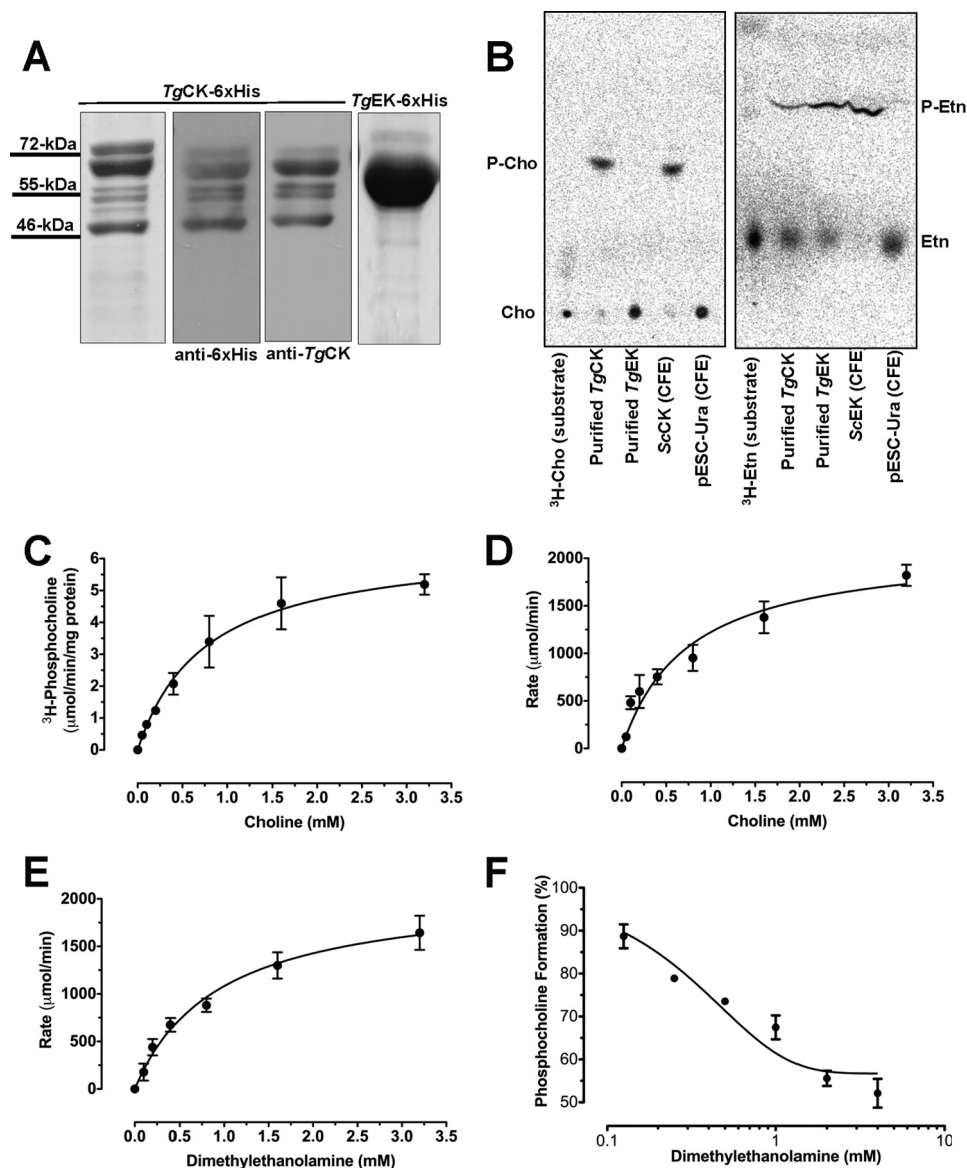 A
TgCK-6xHis
TgEK-6xHis
72-kDa
55-kDa
46-kDa
anti-6xHis
anti-TgCK
B
P-Cho
Cho
P-Etn
Etn
³H-Cho (substrate)
Purified TgCK
Purified TgEK
ScCK (CFE)
pESC-Ura (CFE)
³H-Etn (substrate)
Purified TgCK
Purified TgEK
ScEK (CFE)
pESC-Ura (CFE)
C
³H-Phosphocholine
(μmol/min/mg protein)
6
5
4
3
2
1
0
0.0 0.5 1.0 1.5 2.0 2.5 3.0 3.5
Choline (mM)
D
Rate (μmol/min)
2000
1500
1000
500
0
0.0 0.5 1.0 1.5 2.0 2.5 3.0 3.5
Choline (mM)
E
Rate (μmol/min)
2000
1500
1000
500
0
0.0 0.5 1.0 1.5 2.0 2.5 3.0 3.5
Dimethylethanolamine (mM)
F
Phosphocholine Formation (%)
100
90
80
70
60
50
0.1 1 10
Dimethylethanolamine (mM)